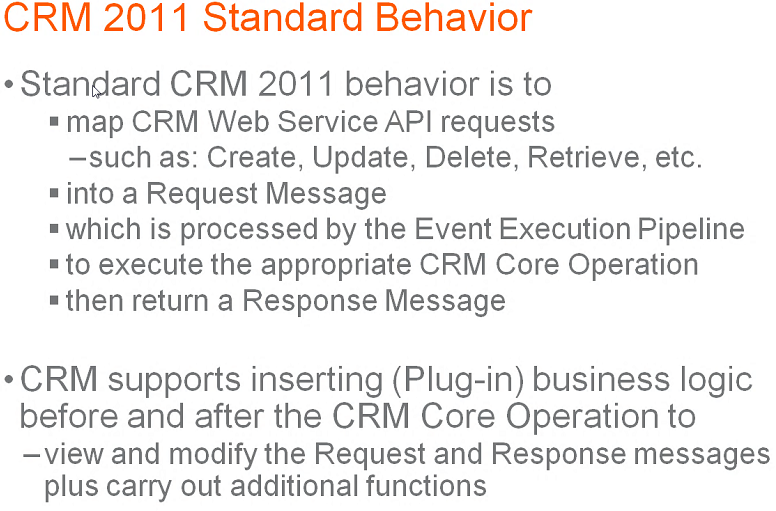 CRM 2011 Standard Behavior
• Standard CRM 2011 behavior is to
▪ map CRM Web Service API requests
–such as: Create, Update, Delete, Retrieve, etc.
▪ into a Request Message
▪ which is processed by the Event Execution Pipeline
▪ to execute the appropriate CRM Core Operation
▪ then return a Response Message
• CRM supports inserting (Plug-in) business logic
before and after the CRM Core Operation to
–view and modify the Request and Response messages
plus carry out additional functions